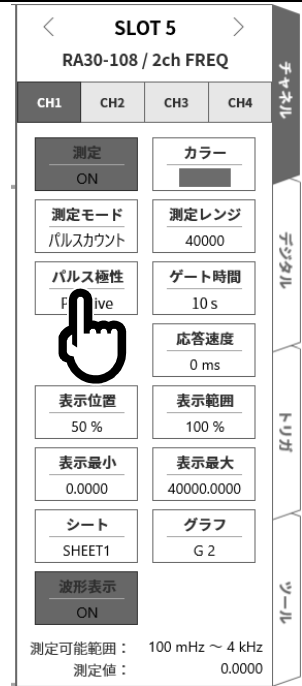 SLOT 5
RA30-108 / 2ch FREQ
CH1
CH2
CH3
CH4
測定
ON
カラー
測定モード
パルスカウント
測定レンジ
40000
パルス極性
ゲート時間
10 s
応答速度
0 ms
表示位置
50 %
表示範囲
100 %
表示最小
0.0000
表示最大
40000.0000
シート
SHEET1
グラフ
G 2
波形表示
ON
測定可能範囲： 100 mHz ～ 4 kHz
測定値： 0.0000
チャネル
デジタル
トリガ
ツール